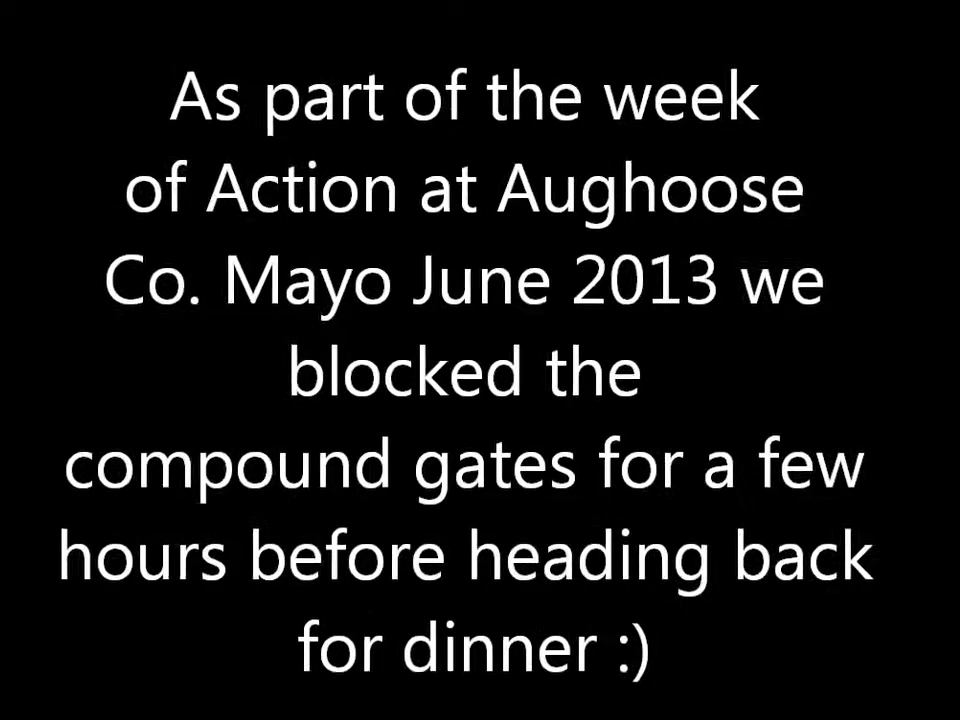 As part of the week
of Action at Aughoose
Co. Mayo June 2013 we
blocked the
compound gates for a few
hours before heading back
for dinner :)